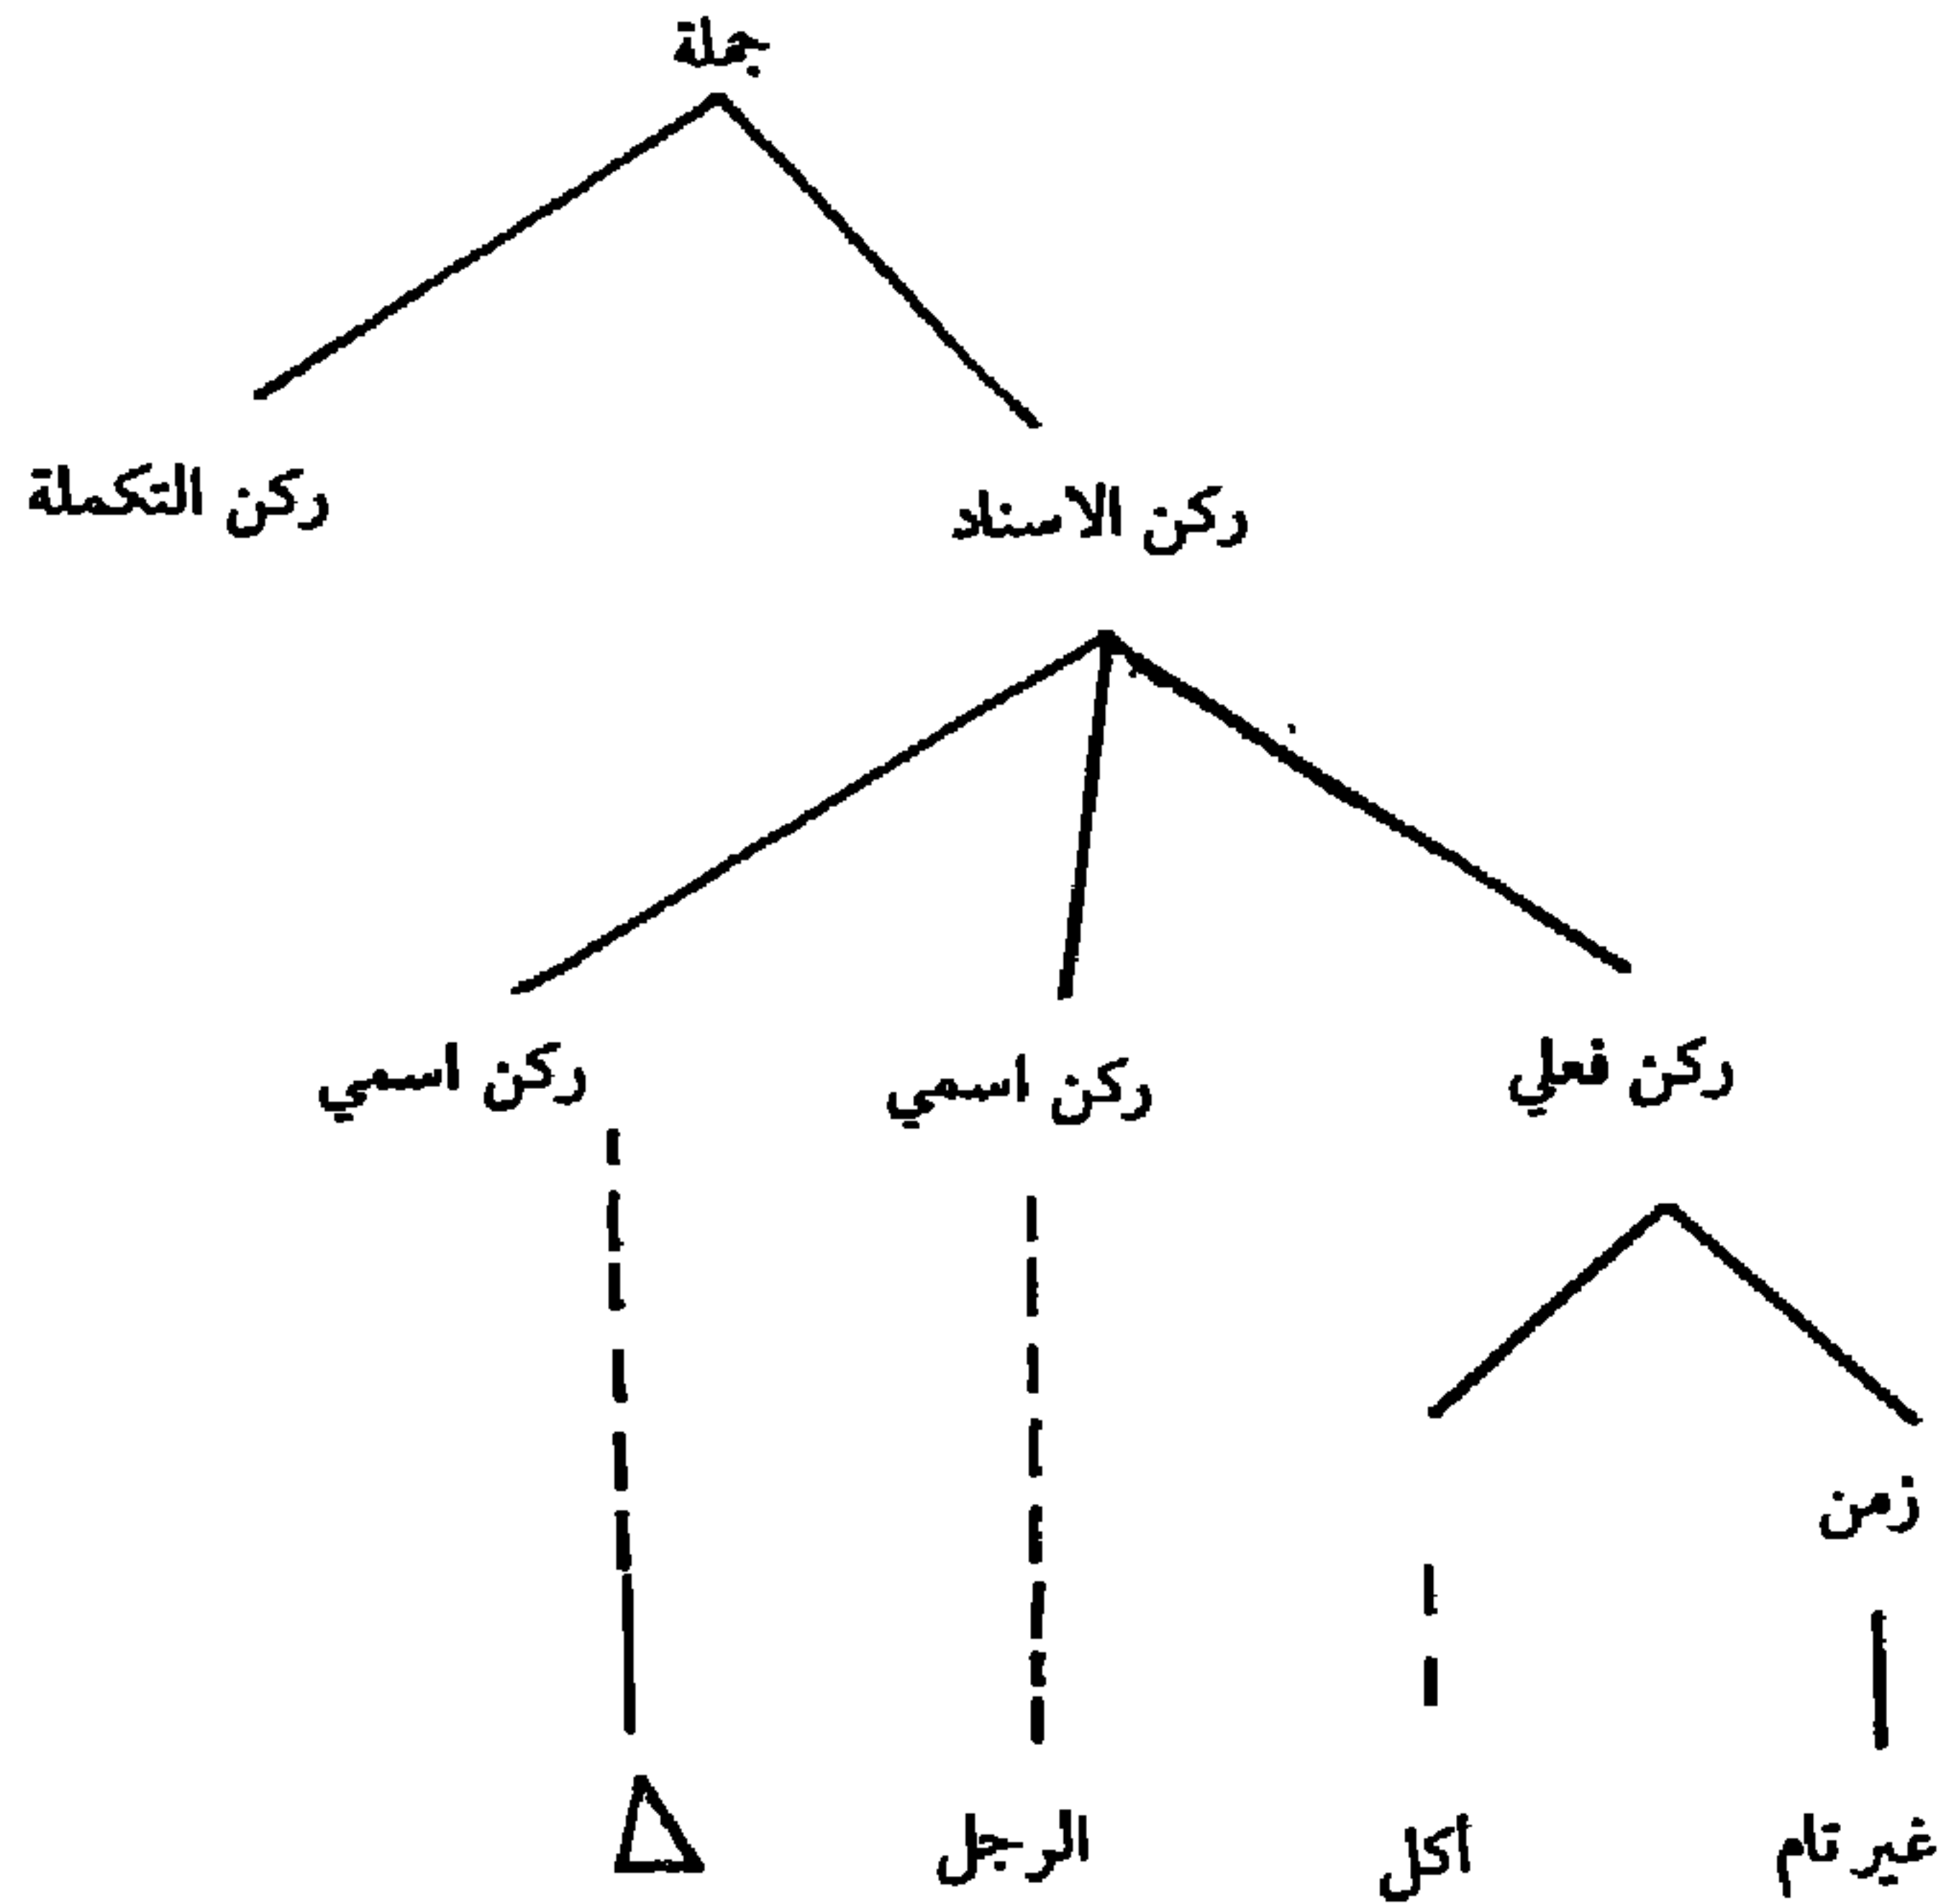 جملة
ركن الاسناد ركن التكملة
ركن فعلي ركن اسمي ركن اسمي
زمن
غير تام أكل الرجل Δ